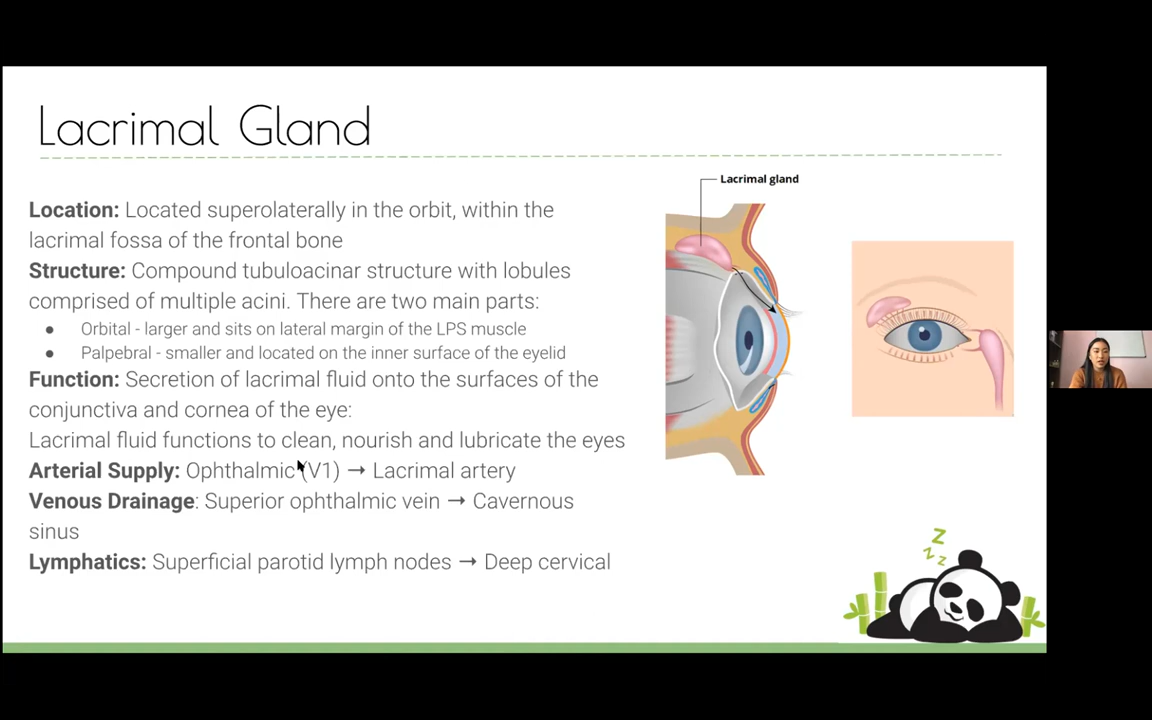 Lacrimal Gland
Lacrimal gland
Location: Located superolaterally in the orbit, within the
lacrimal fossa of the frontal bone
Structure: Compound tubuloacinar structure with lobules
comprised of multiple acini. There are two main parts:
● Orbital - larger and sits on lateral margin of the LPS muscle
● Palpebral - smaller and located on the inner surface of the eyelid
Function: Secretion of lacrimal fluid onto the surfaces of the
conjunctiva and cornea of the eye:
Lacrimal fluid functions to clean, nourish and lubricate the eyes
Arterial Supply: Ophthalmic (V1) → Lacrimal artery
Venous Drainage: Superior ophthalmic vein → Cavernous
sinus
Lymphatics: Superficial parotid lymph nodes → Deep cervical
Z
Z
Z
Z